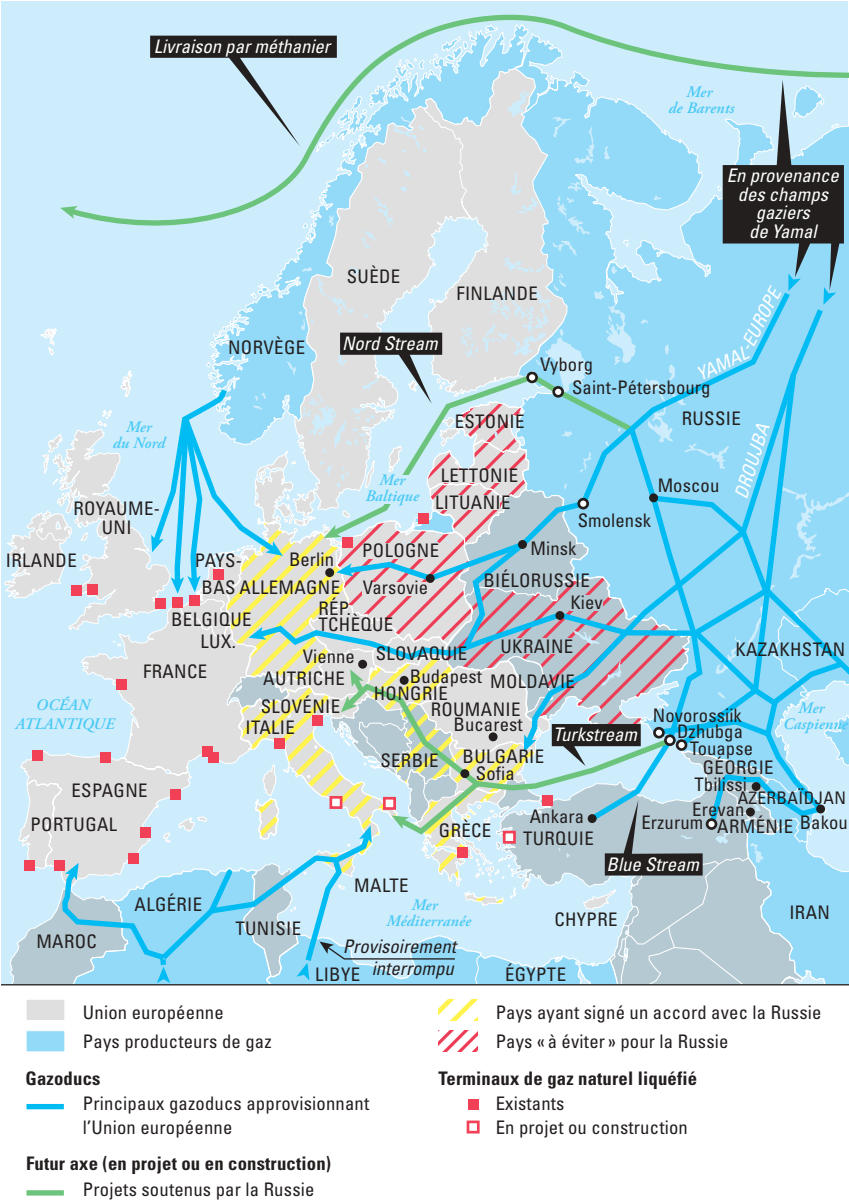 Livraison par méthanier
Mer
de Barents
En provenance
des champs
gaziers
de Yamal
SUÈDE
FINLANDE
NORVÈGE
Nord Stream
Vyborg
Saint-Pétersbourg
YAMAL-EUROPE
RUSSIE
DROUJBA
ESTONIE
Mer
du Nord
LETTONIE
Mer
Baltique
LITUANIE
Moscou
Smolensk
ROYAUME-
UNI
IRLANDE
PAYS-
BAS
Berlin
POLOGNE
Minsk
ALLEMAGNE
Varsovie
BIÉLORUSSIE
BELGIQUE
RÉP.
TCHÈQUE
Kiev
LUX.
UKRAINE
SLOVAQUIE
KAZAKHSTAN
FRANCE
Vienne
AUTRICHE
Budapest
HONGRIE
MOLDAVIE
OCÉAN
ATLANTIQUE
SLOVÉNIE
ROUMANIE
Bucarest
ITALIE
Novorossiik
Dzhubga
Touapse
Mer
Caspienne
Turkstream
SERBIE
BULGARIE
Sofia
GÉORGIE
Tbilissi
ESPAGNE
AZERBAÏDJAN
PORTUGAL
Ankara
Erevan
Erzurum
ARMÉNIE
Bakou
GRÈCE
TURQUIE
Blue Stream
MALTE
ALGÉRIE
Mer
Méditerranée
CHYPRE
IRAN
TUNISIE
MAROC
Provisoirement
interrompu
LIBYE
ÉGYPTE
Union européenne
Pays producteurs de gaz
Gazoducs
Principaux gazoducs approvisionnant
l'Union européenne
Futur axe (en projet ou en construction)
Projets soutenus par la Russie
Pays ayant signé un accord avec la Russie
Pays « à éviter » pour la Russie
Terminaux de gaz naturel liquéfié
Existants
En projet ou construction